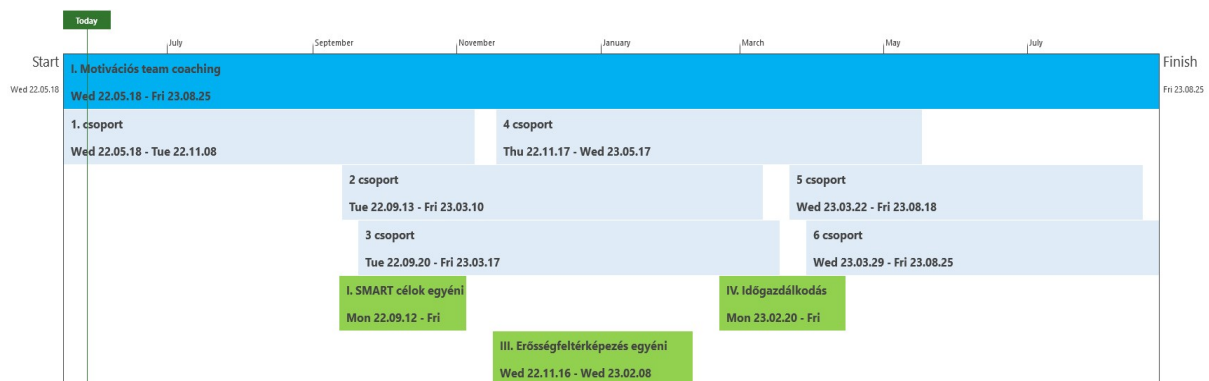 Today
July
September
November
January
March
May
July
Start
Wed 22.05.18
Finish
Fri 23.08.25
I. Motivációs team coaching
Wed 22.05.18 - Fri 23.08.25
1. csoport
Wed 22.05.18 - Tue 22.11.08
4 csoport
Thu 22.11.17 - Wed 23.05.17
2 csoport
Tue 22.09.13 - Fri 23.03.10
5 csoport
Wed 23.03.22 - Fri 23.08.18
3 csoport
Tue 22.09.20 - Fri 23.03.17
6 csoport
Wed 23.03.29 - Fri 23.08.25
I. SMART célok egyéni
Mon 22.09.12 - Fri
IV. Időgazdálkodás
Mon 23.02.20 - Fri
III. Erősségfeltérképezés egyéni
Wed 22.11.16 - Wed 23.02.08